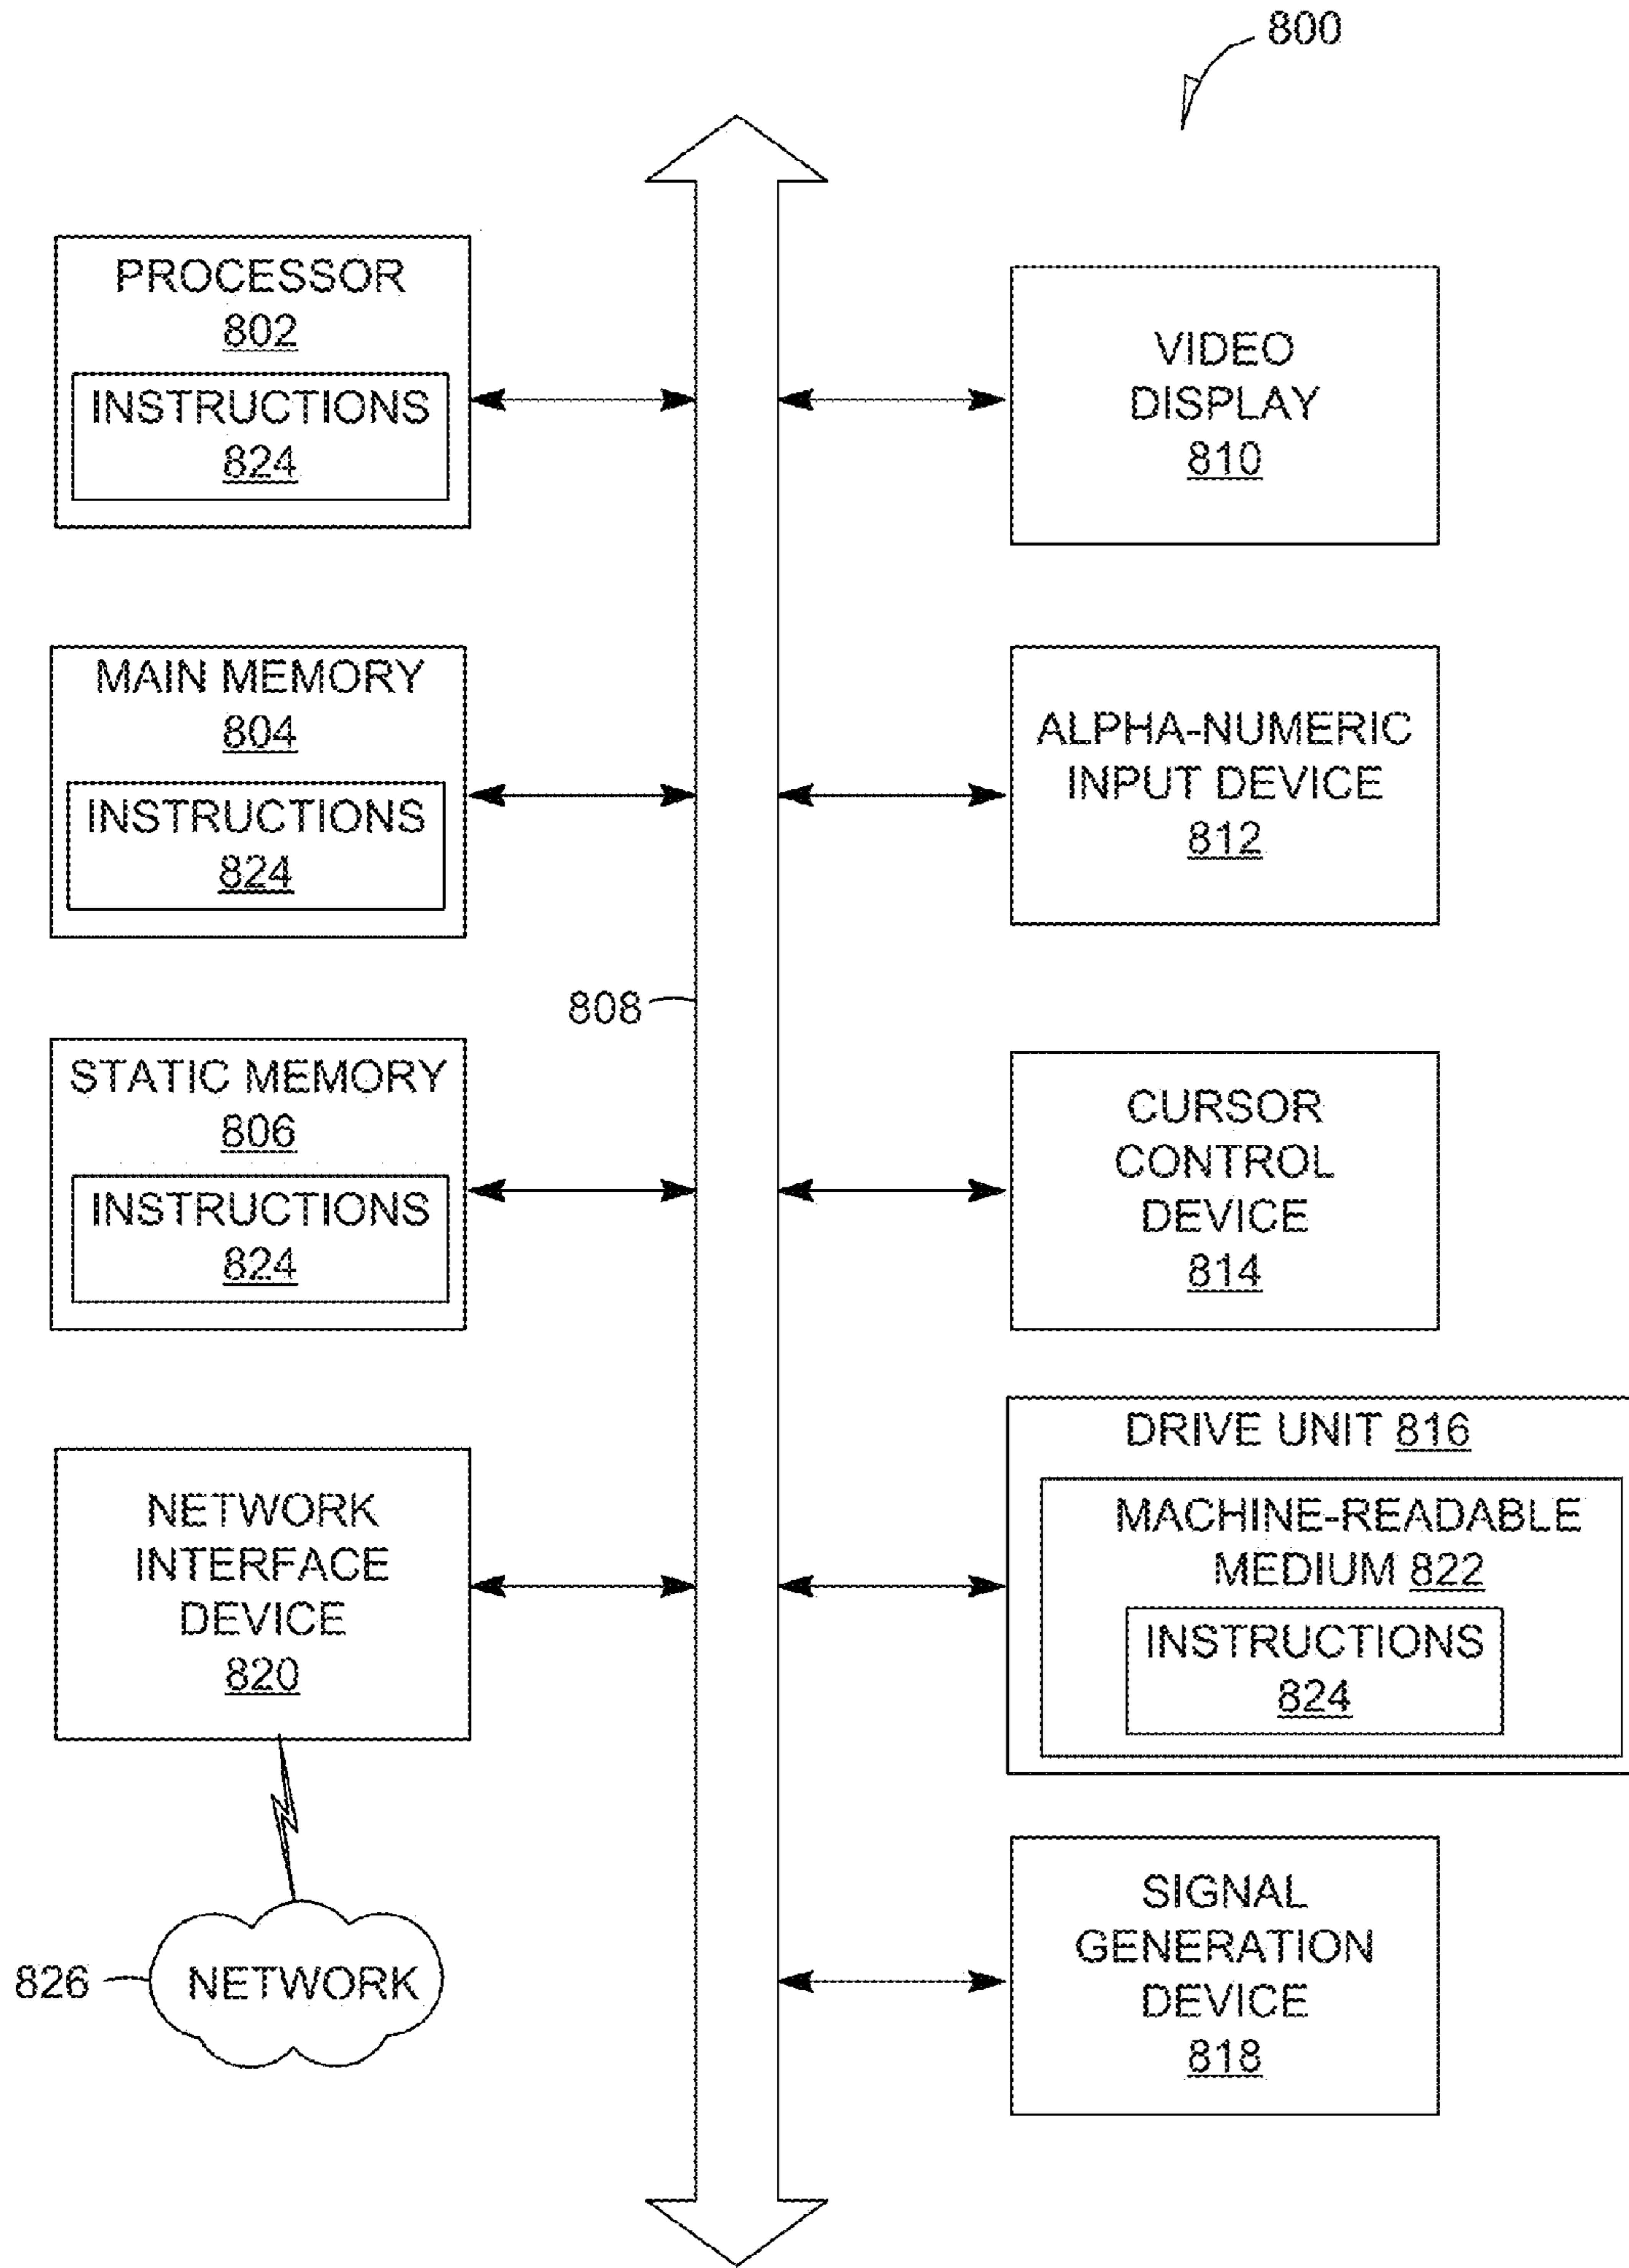 800
PROCESSOR
802
INSTRUCTIONS
824
VIDEO
DISPLAY
810
MAIN MEMORY
804
INSTRUCTIONS
824
ALPHA-NUMERIC
INPUT DEVICE
812
808
STATIC MEMORY
806
INSTRUCTIONS
824
CURSOR
CONTROL
DEVICE
814
NETWORK
INTERFACE
DEVICE
820
DRIVE UNIT 816
MACHINE-READABLE
MEDIUM 822
INSTRUCTIONS
824
826
NETWORK
SIGNAL
GENERATION
DEVICE
818